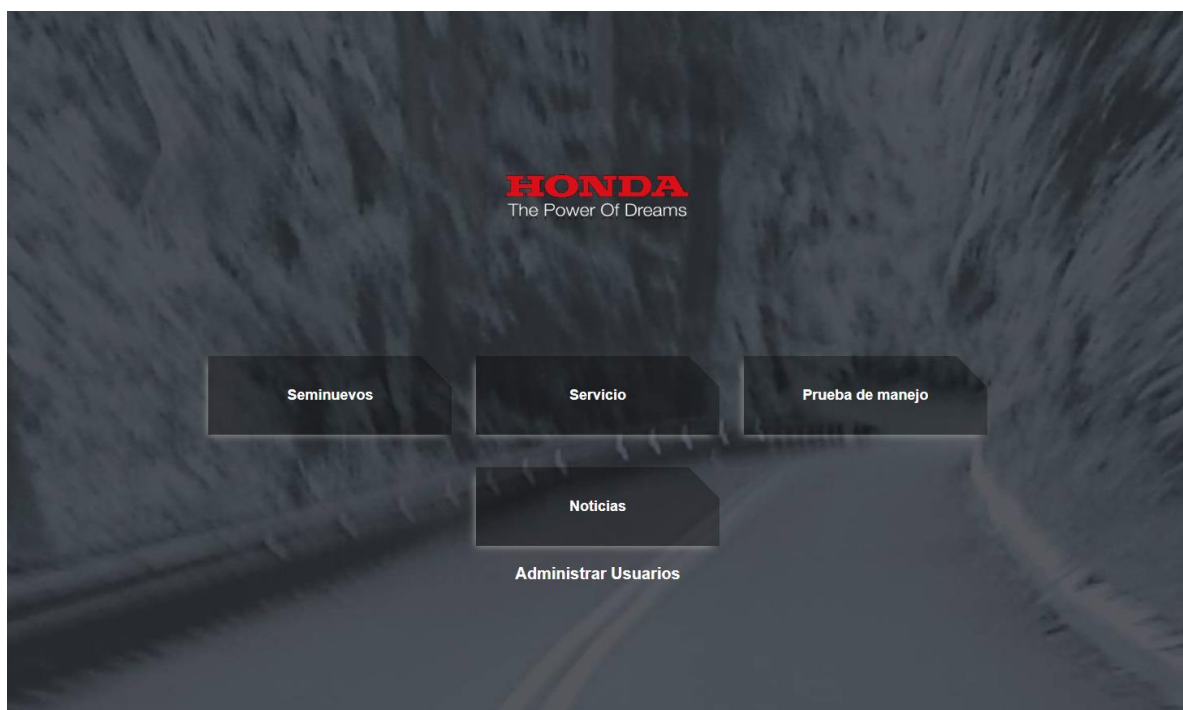 HONDA
The Power Of Dreams
Seminuevos
Servicio
Prueba de manejo
Noticias
Administrar Usuarios